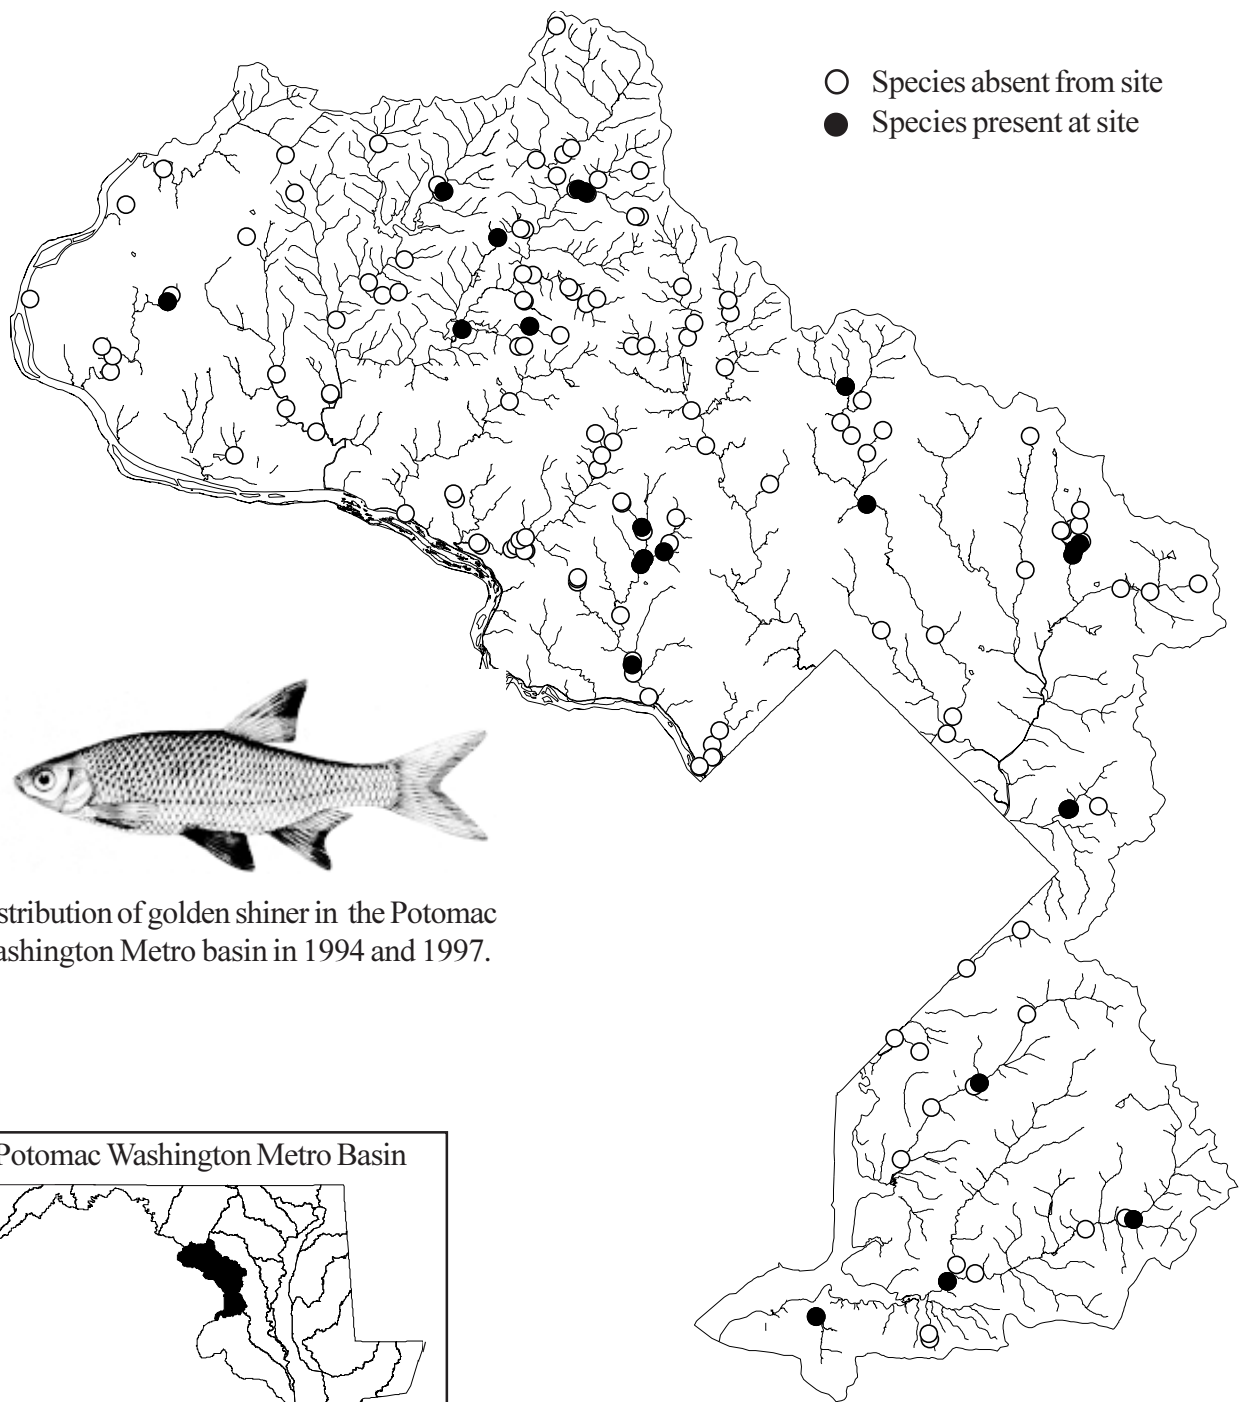 Species absent from site
Species present at site
stribution of golden shiner in the Potomac
ashington Metro basin in 1994 and 1997.
Potomac Washington Metro Basin